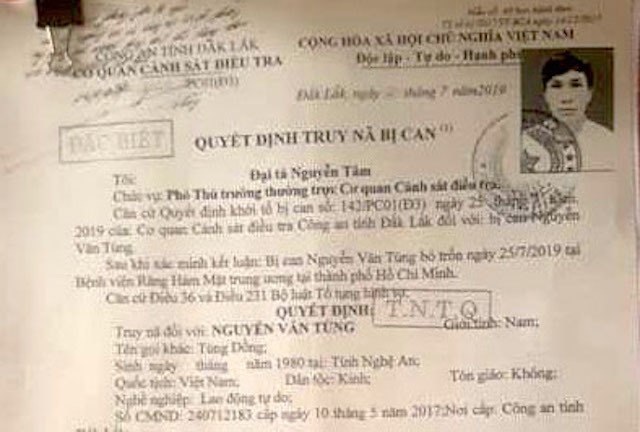 CÔNG AN TỈNH ĐẮK LẮK
CƠ QUAN CẢNH SÁT ĐIỀU TRA
PC01(Đ3)
CỘNG HÒA XÃ HỘI CHỦ NGHĨA VIỆT NAM
Độc lập - Tự do - Hạnh
Đắk Lắk, ngày tháng 7 năm 2019
ĐẶC BIỆT
QUYẾT ĐỊNH TRUY NÃ BỊ CAN (1)
Tôi: Đại tá Nguyễn Tâm
Chức vụ: Phó Thủ trưởng thường trực Cơ quan Cảnh sát điều tra
Căn cứ Quyết định khởi tố bị can số: 142/PC01(Đ3) ngày 25 tháng
2019 của: Cơ quan Cảnh sát điều tra Công an tỉnh Đắk Lắk đối với: bị can Nguyễn
Văn Tùng.
Sau khi xác minh kết luận: Bị can Nguyễn Văn Tùng bỏ trốn ngày 25/7/2019 tại
Bệnh viện Răng Hàm Mặt trung ương tại thành phố Hồ Chí Minh.
Căn cứ Điều 36 và Điều 231 Bộ luật Tố tụng hình sự
QUYẾT ĐỊNH:
T.N.T.Q
Truy nã đối với: NGUYỄN VĂN TÙNG Giới tính: Nam;
Tên gọi khác: Tùng Dồng;
Sinh ngày tháng năm 1980 tại: Tỉnh Nghệ An;
Quốc tịch: Việt Nam; Dân tộc: Kinh; Tôn giáo: Không;
Nghề nghiệp: Lao động tự do;
Số CMND: 240712183 cấp ngày 10 tháng 5 năm 2017;Nơi cấp: Công an tỉnh